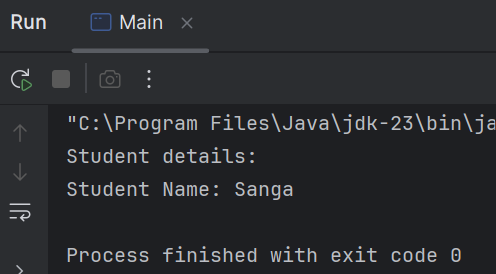 Run Main
"C:\Program Files\Java\jdk-23\bin\ja
Student details:
Student Name: Sanga
Process finished with exit code 0